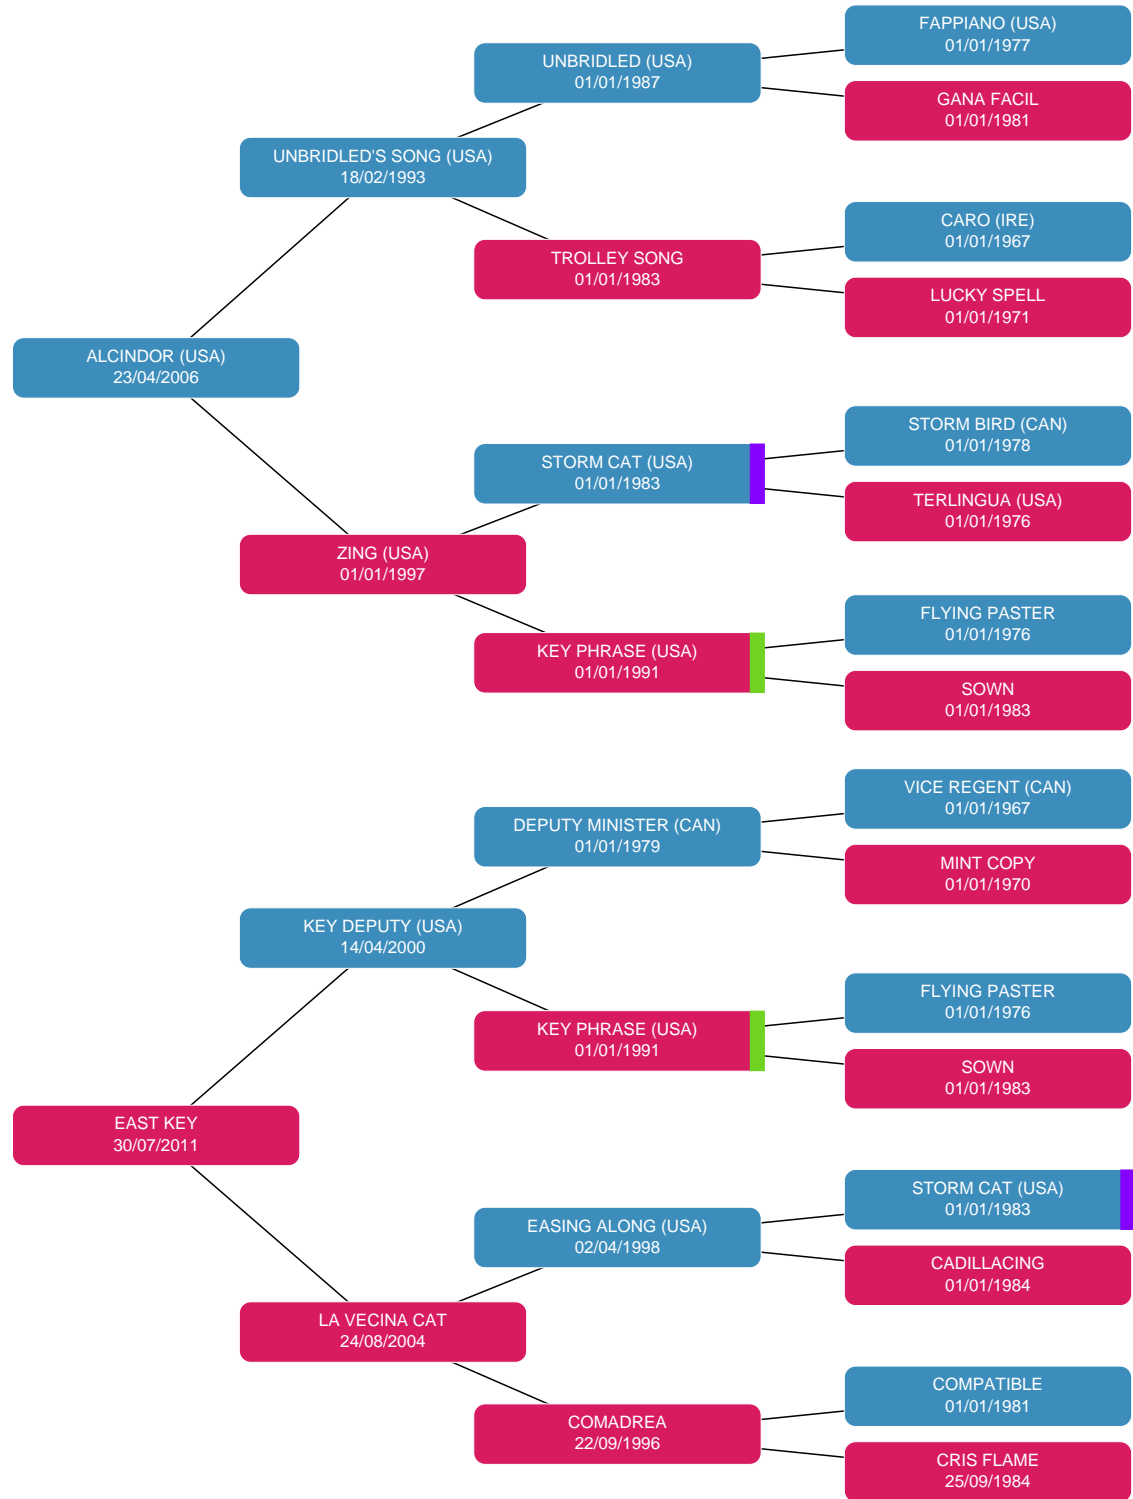 FAPPIANO (USA)
01/01/1977
UNBRIDLED (USA)
01/01/1987
GANA FACIL
01/01/1981
UNBRIDLED'S SONG (USA)
18/02/1993
CARO (IRE)
01/01/1967
TROLLEY SONG
01/01/1983
LUCKY SPELL
01/01/1971
ALCINDOR (USA)
23/04/2006
STORM BIRD (CAN)
01/01/1978
STORM CAT (USA)
01/01/1983
TERLINGUA (USA)
01/01/1976
ZING (USA)
01/01/1997
FLYING PASTER
01/01/1976
KEY PHRASE (USA)
01/01/1991
SOWN
01/01/1983
VICE REGENT (CAN)
01/01/1967
DEPUTY MINISTER (CAN)
01/01/1979
MINT COPY
01/01/1970
KEY DEPUTY (USA)
14/04/2000
FLYING PASTER
01/01/1976
KEY PHRASE (USA)
01/01/1991
SOWN
01/01/1983
EAST KEY
30/07/2011
STORM CAT (USA)
01/01/1983
EASING ALONG (USA)
02/04/1998
CADILLACING
01/01/1984
LA VECINA CAT
24/08/2004
COMPATIBLE
01/01/1981
COMADREA
22/09/1996
CRIS FLAME
25/09/1984